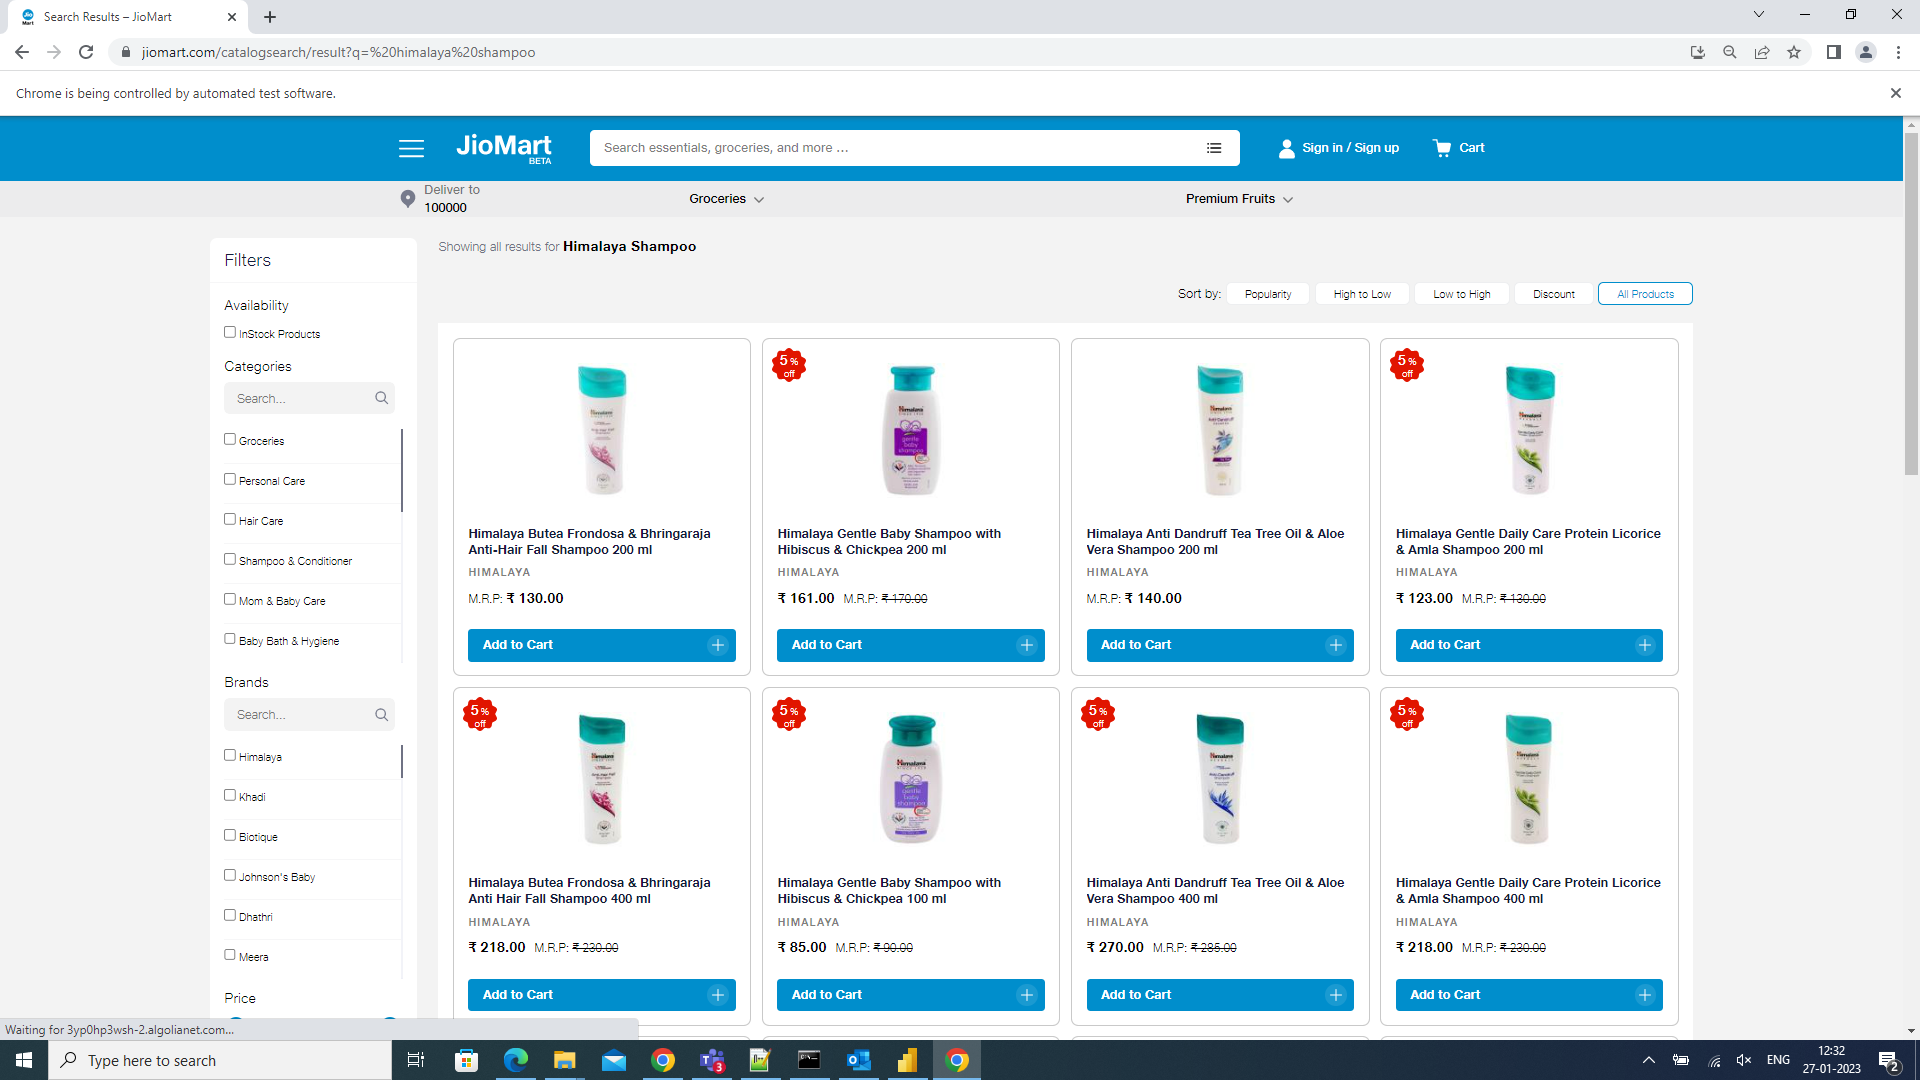 Search Results – JioMart
jiomart.com/catalogsearch/result?q=%20himalaya%20shampoo
Chrome is being controlled by automated test software.
JioMart
BETA
Search essentials, groceries, and more ...
Sign in / Sign up
Cart
Deliver to
100000
Groceries
Premium Fruits
Filters
Availability
InStock Products
Categories
Search...
Groceries
Personal Care
Hair Care
Shampoo & Conditioner
Mom & Baby Care
Baby Bath & Hygiene
Brands
Search...
Himalaya
Khadi
Biotique
Johnson's Baby
Dhathri
Meera
Price
Showing all results for Himalaya Shampoo
Sort by: Popularity High to Low Low to High Discount All Products
Himalaya Butea Frondosa & Bhringaraja
Anti-Hair Fall Shampoo 200 ml
HIMALAYA
M.R.P: ₹ 130.00
Add to Cart
5 %
off
Himalaya Gentle Baby Shampoo with
Hibiscus & Chickpea 200 ml
HIMALAYA
₹ 161.00 M.R.P: ₹ 170.00
Add to Cart
Himalaya Anti Dandruff Tea Tree Oil & Aloe
Vera Shampoo 200 ml
HIMALAYA
M.R.P: ₹ 140.00
Add to Cart
5 %
off
Himalaya Gentle Daily Care Protein Licorice
& Amla Shampoo 200 ml
HIMALAYA
₹ 123.00 M.R.P: ₹ 130.00
Add to Cart
5 %
off
Himalaya Butea Frondosa & Bhringaraja
Anti Hair Fall Shampoo 400 ml
HIMALAYA
₹ 218.00 M.R.P: ₹ 230.00
Add to Cart
5 %
off
Himalaya Gentle Baby Shampoo with
Hibiscus & Chickpea 100 ml
HIMALAYA
₹ 85.00 M.R.P: ₹ 90.00
Add to Cart
5 %
off
Himalaya Anti Dandruff Tea Tree Oil & Aloe
Vera Shampoo 400 ml
HIMALAYA
₹ 270.00 M.R.P: ₹ 285.00
Add to Cart
5 %
off
Himalaya Gentle Daily Care Protein Licorice
& Amla Shampoo 400 ml
HIMALAYA
₹ 218.00 M.R.P: ₹ 230.00
Add to Cart
Waiting for 3yp0hp3wsh-2.algolianet.com...
Type here to search
3
ENG
12:32
27-01-2023
2